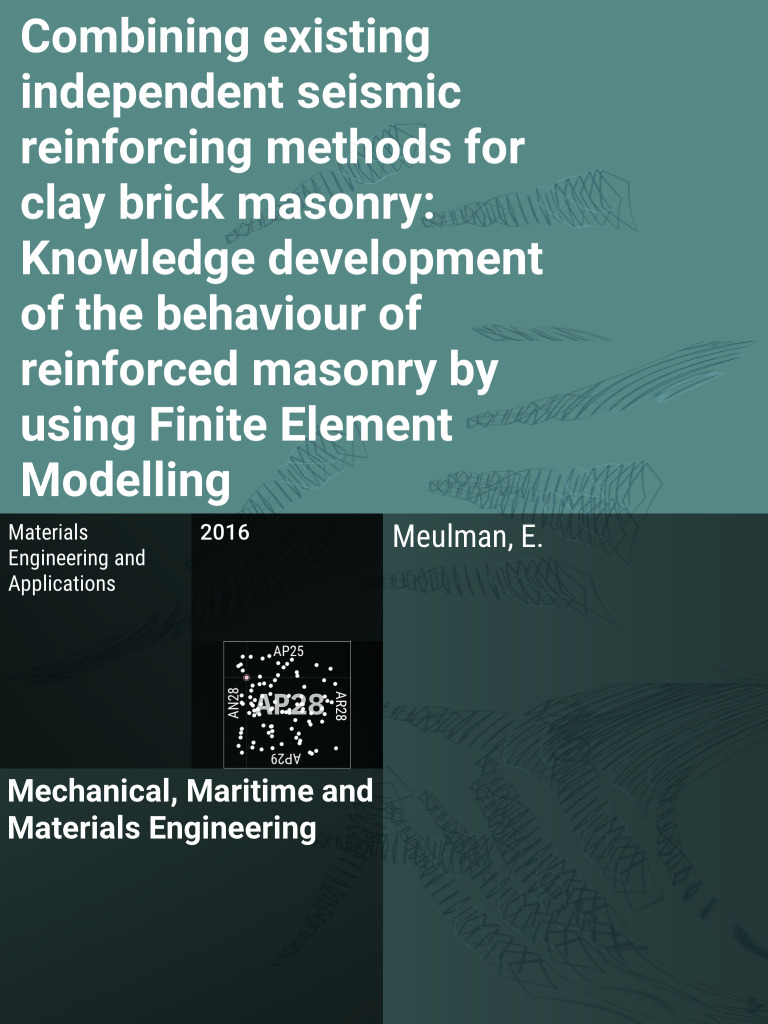 Combining existing
independent seismic
reinforcing methods for
clay brick masonry:
Knowledge development
of the behaviour of
reinforced masonry by
using Finite Element
Modelling
Materials
Engineering and
Applications
2016
Meulman, E.
AP25
AN28
AP28
AR28
AP29
Mechanical, Maritime and
Materials Engineering